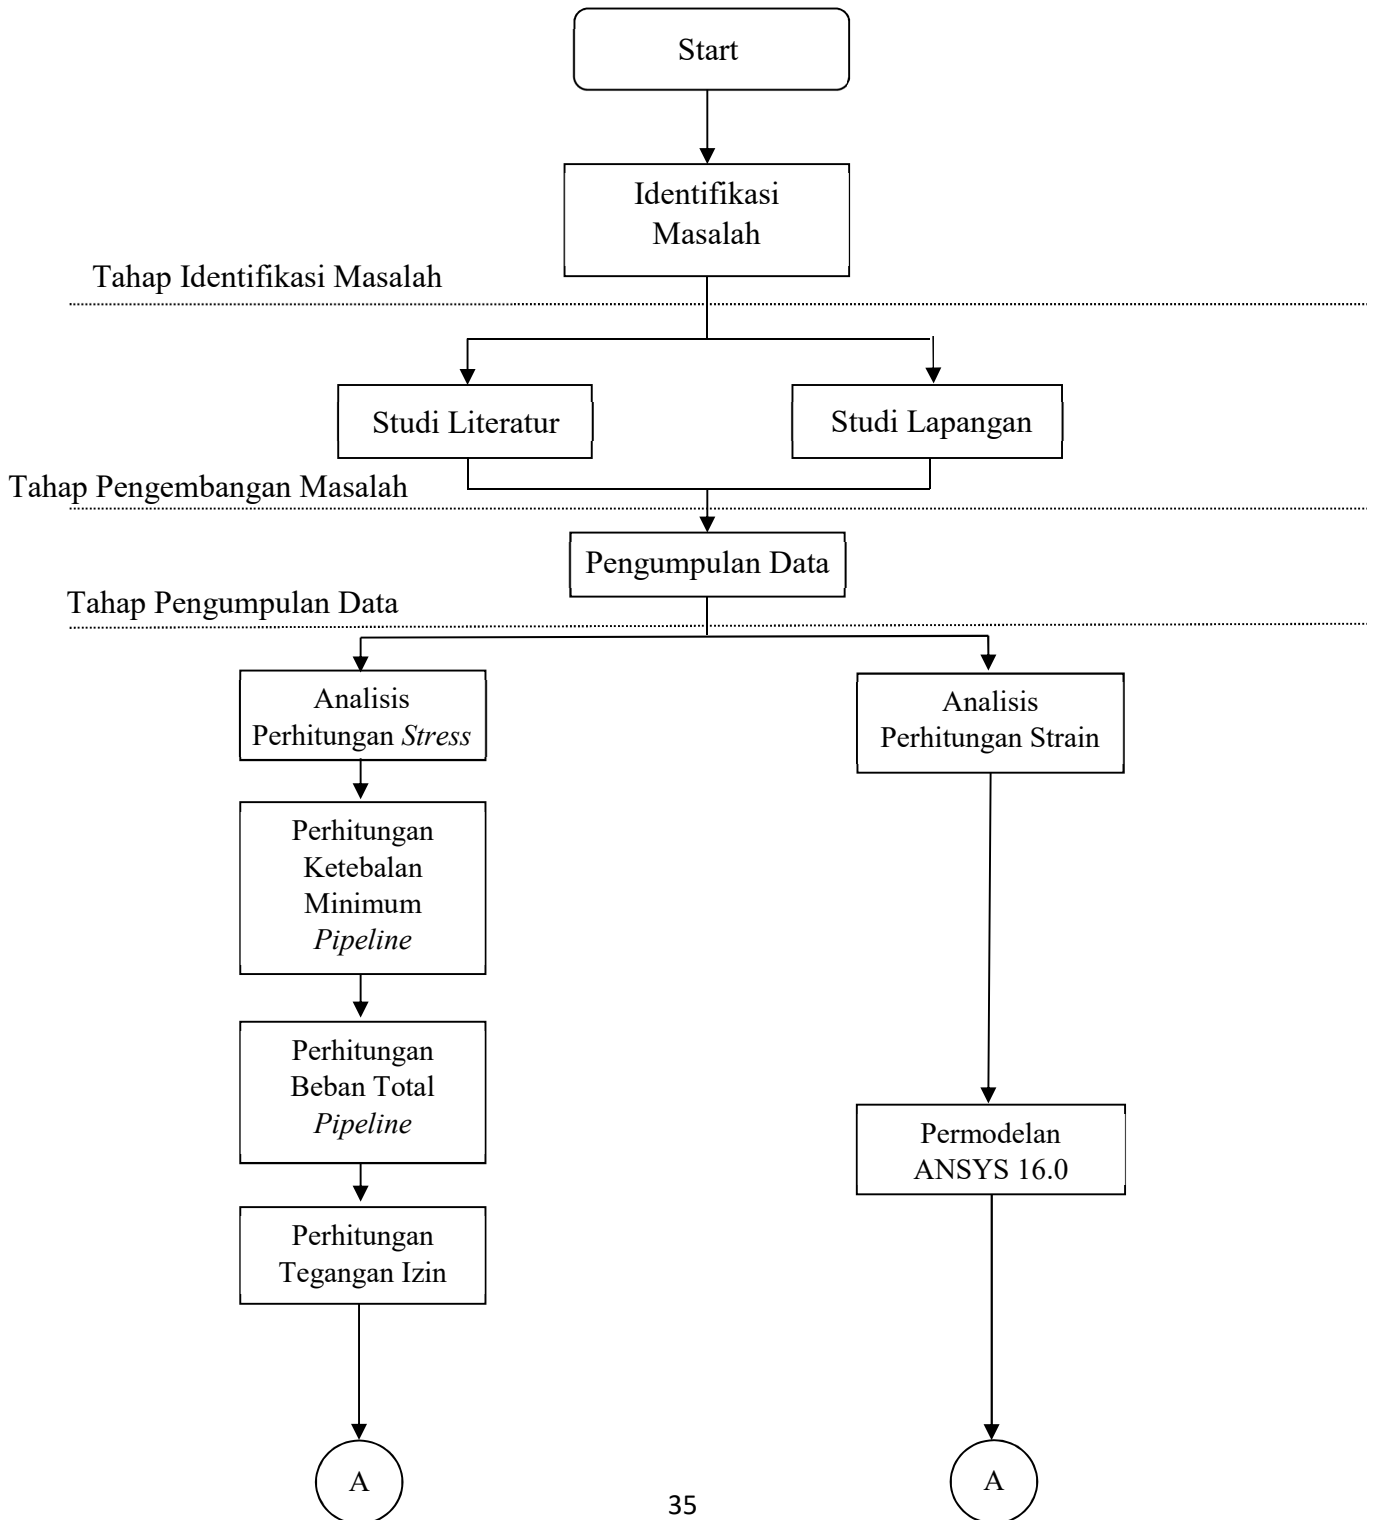 Start
Identifikasi
Masalah
Tahap Identifikasi Masalah
Studi Literatur
Studi Lapangan
Tahap Pengembangan Masalah
Pengumpulan Data
Tahap Pengumpulan Data
Analisis
Perhitungan Stress
Analisis
Perhitungan Strain
Perhitungan
Ketebalan
Minimum
Pipeline
Perhitungan
Beban Total
Pipeline
Permodelan
ANSYS 16.0
Perhitungan
Tegangan Izin
A
A
35